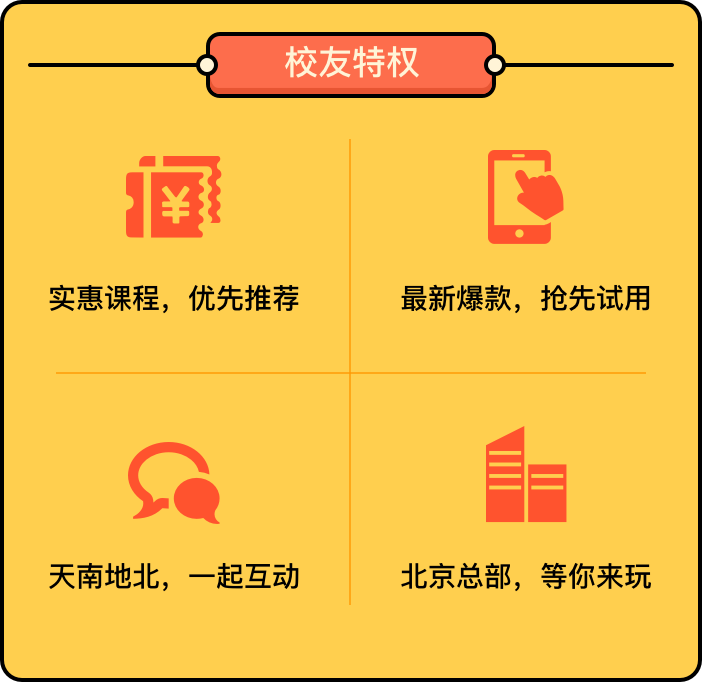 校友特权
¥
实惠课程，优先推荐
最新爆款，抢先试用
天南地北，一起互动
北京总部，等你来玩